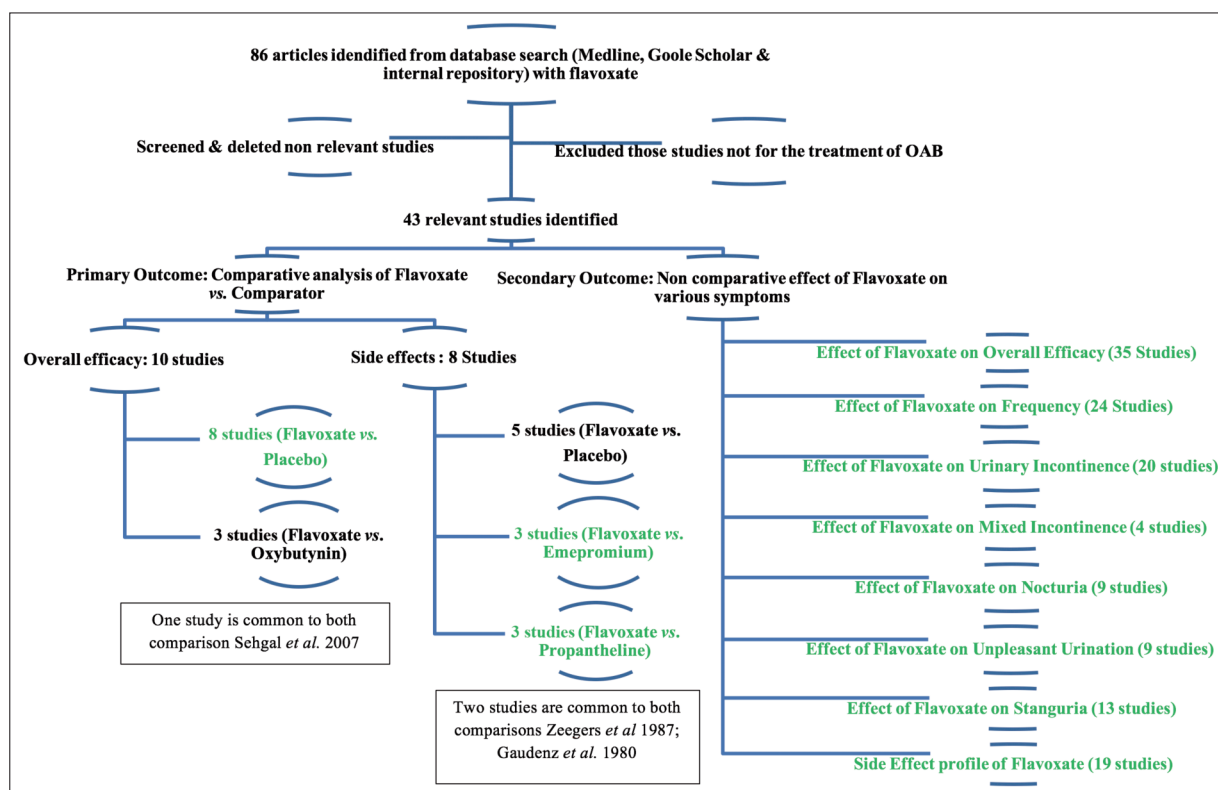 86 articles idendified from database search (Medline, Goole Scholar &
internal repository) with flavoxate
Screened & deleted non relevant studies
Excluded those studies not for the treatment of OAB
43 relevant studies identified
Primary Outcome: Comparative analysis of Flavoxate
vs. Comparator
Secondary Outcome: Non comparative effect of Flavoxate on
various symptoms
Overall efficacy: 10 studies
Side effects : 8 Studies
8 studies (Flavoxate vs.
Placebo)
3 studies (Flavoxate vs.
Oxybutynin)
One study is common to both
comparison Sehgal et al. 2007
5 studies (Flavoxate vs.
Placebo)
3 studies (Flavoxate vs.
Emepromium)
3 studies (Flavoxate vs.
Propantheline)
Two studies are common to both
comparisons Zeegers et al 1987;
Gaudenz et al. 1980
Effect of Flavoxate on Overall Efficacy (35 Studies)
Effect of Flavoxate on Frequency (24 Studies)
Effect of Flavoxate on Urinary Incontinence (20 studies)
Effect of Flavoxate on Mixed Incontinence (4 studies)
Effect of Flavoxate on Nocturia (9 studies)
Effect of Flavoxate on Unpleasant Urination (9 studies)
Effect of Flavoxate on Stanguria (13 studies)
Side Effect profile of Flavoxate (19 studies)